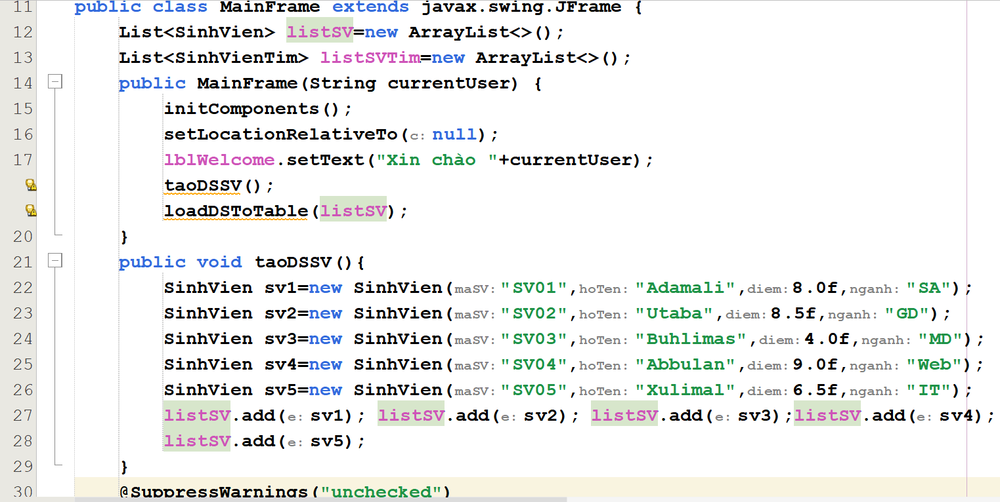 11 public class MainFrame extends javax.swing.JFrame {
12 List<SinhVien> listSV=new ArrayList<>();
13 List<SinhVienTim> listSVTim=new ArrayList<>();
14 public MainFrame(String currentUser) {
15 initComponents();
16 setLocationRelativeTo(c: null);
17 lblWelcome.setText("Xin chào "+currentUser);
taoDSSV();
loadDSToTable(listSV);
20 }
21 public void taoDSSV(){
22 SinhVien sv1=new SinhVien(maSV: "SV01",hoTen: "Adamali",diem: 8.0f,nganh: "SA");
23 SinhVien sv2=new SinhVien(maSV: "SV02",hoTen: "Utaba",diem: 8.5f,nganh: "GD");
24 SinhVien sv3=new SinhVien(maSV: "SV03",hoTen: "Buhlimas",diem: 4.0f,nganh: "MD");
25 SinhVien sv4=new SinhVien(maSV: "SV04",hoTen: "Abbulan",diem: 9.0f,nganh: "Web");
26 SinhVien sv5=new SinhVien(maSV: "SV05",hoTen: "Xulimal",diem: 6.5f,nganh: "IT");
27 listSV.add(e: sv1); listSV.add(e: sv2); listSV.add(e: sv3);listSV.add(e: sv4);
28 listSV.add(e: sv5);
29 }
30 @SuppressWarnings("unchecked")